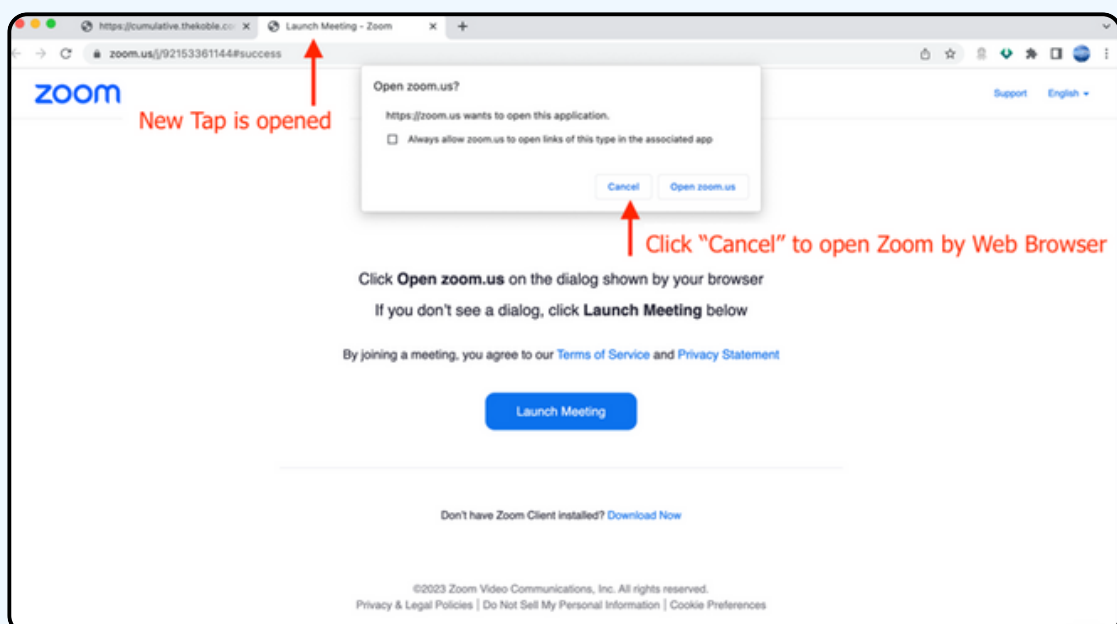 https://cumulative.thekoble.co
Launch Meeting - Zoom
zoom.us/j/92153361144#success
zoom
Support English
New Tap is opened
Open zoom.us?
https://zoom.us wants to open this application.
Always allow zoom.us to open links of this type in the associated app
Cancel Open zoom.us
Click “Cancel” to open Zoom by Web Browser
Click Open zoom.us on the dialog shown by your browser
If you don’t see a dialog, click Launch Meeting below
By joining a meeting, you agree to our Terms of Service and Privacy Statement
Launch Meeting
Don’t have Zoom Client installed? Download Now
©2023 Zoom Video Communications, Inc. All rights reserved.
Privacy & Legal Policies | Do Not Sell My Personal Information | Cookie Preferences